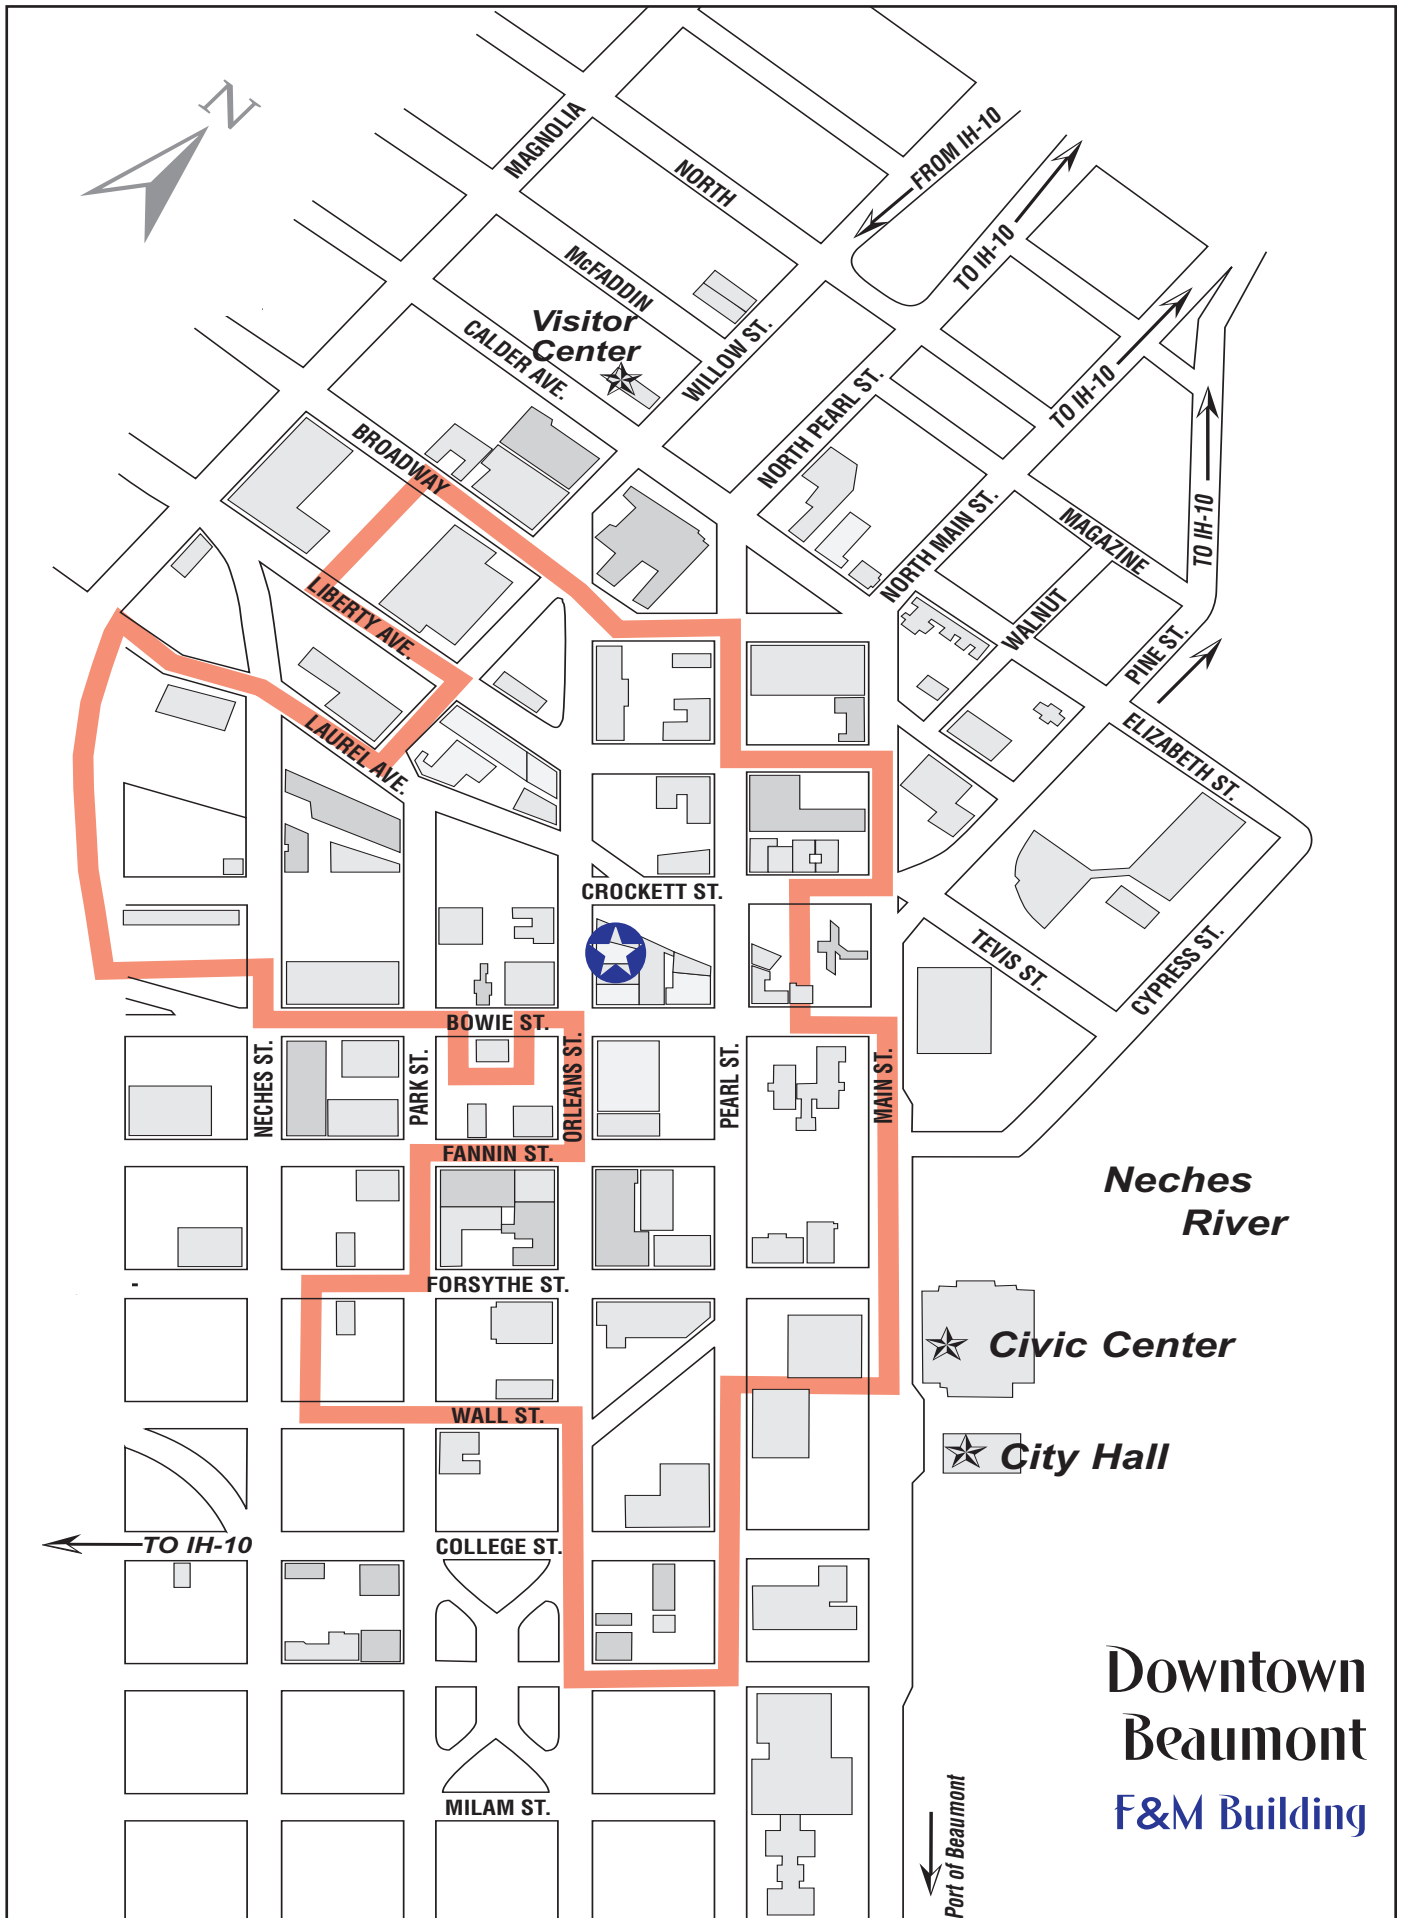 N
MAGNOLIA
NORTH
FROM IH-10
McFADDIN
TO IH-10
Visitor
Center
CALDER AVE.
WILLOW ST.
TO IH-10
NORTH PEARL ST.
BROADWAY
NORTH MAIN ST.
MAGAZINE
TO IH-10
LIBERTY AVE.
WALNUT
PINE ST.
LAUREL AVE.
ELIZABETH ST.
CROCKETT ST.
TEVIS ST.
CYPRESS ST.
BOWIE ST.
NECHES ST.
PARK ST.
ORLEANS ST.
PEARL ST.
MAIN ST.
FANNIN ST.
Neches
River
FORSYTHE ST.
Civic Center
WALL ST.
City Hall
TO IH-10
COLLEGE ST.
Downtown
Beaumont
MILAM ST.
F&M Building
Port of Beaumont